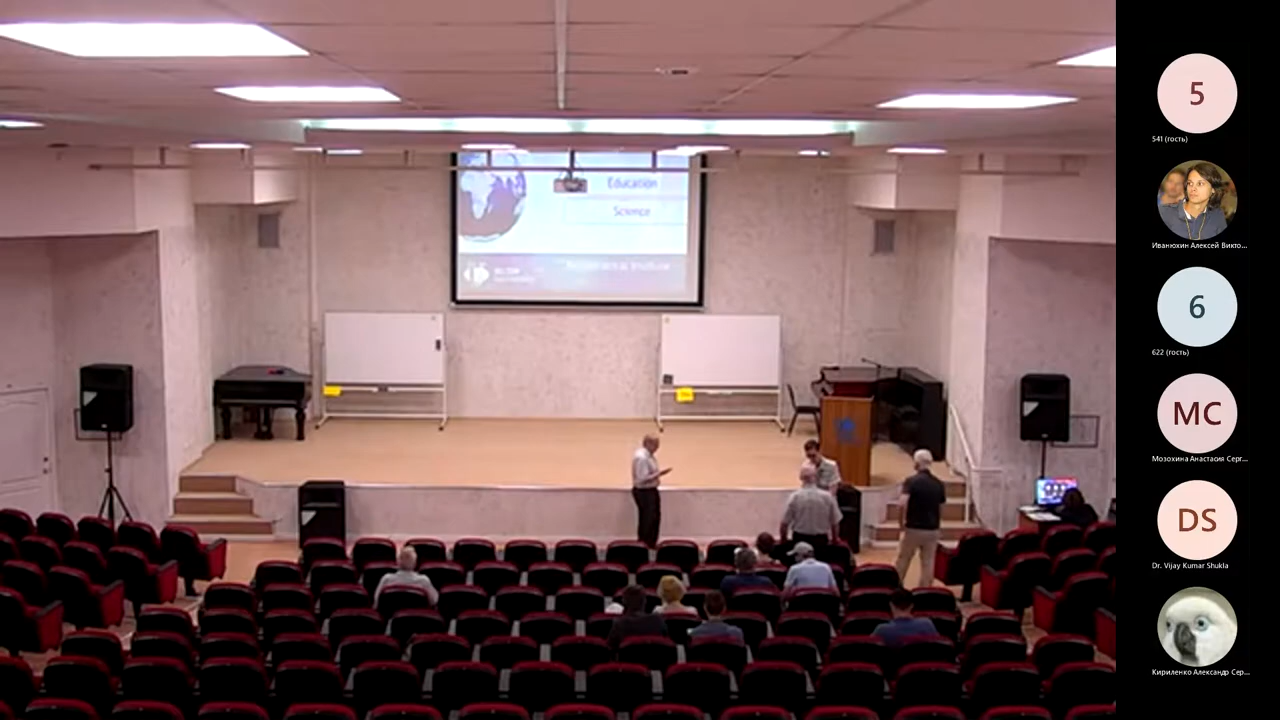 Education
Science
5
541 (гость)
Иванюхин Алексей Викто...
6
622 (гость)
МС
Мозохина Анастасия Серг...
DS
Dr. Vijay Kumar Shukla
Кириленко Александр Сер...